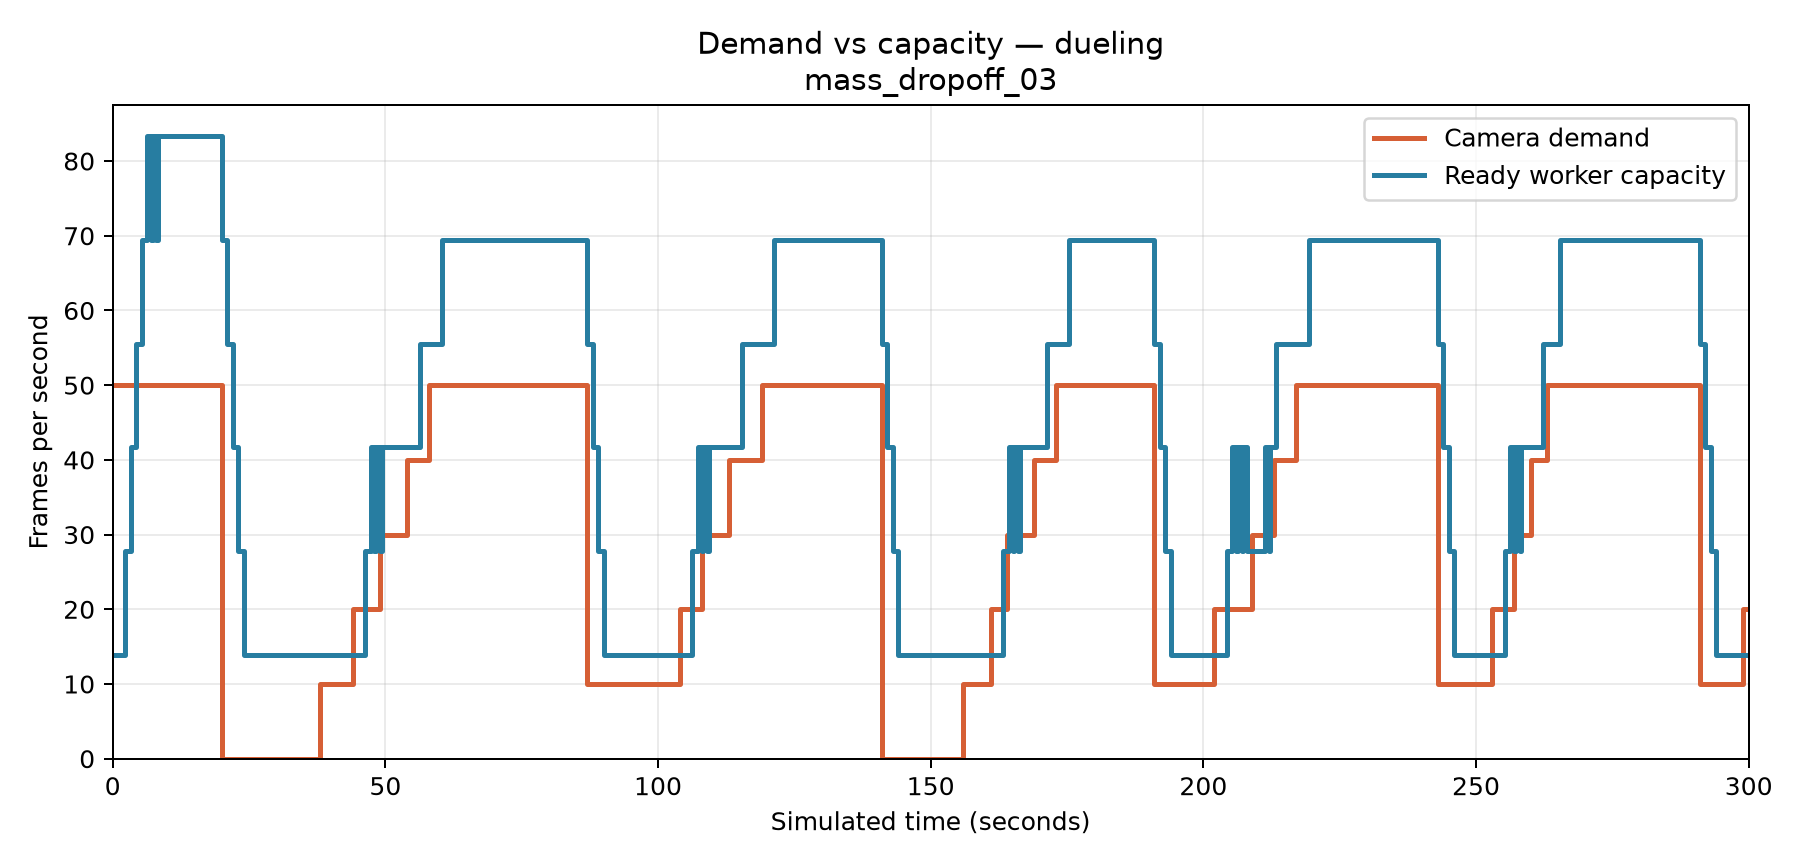 Demand vs capacity — dueling
mass_dropoff_03
Camera demand
Ready worker capacity
Frames per second
80
70
60
50
40
30
20
10
0
0 50 100 150 200 250 300
Simulated time (seconds)